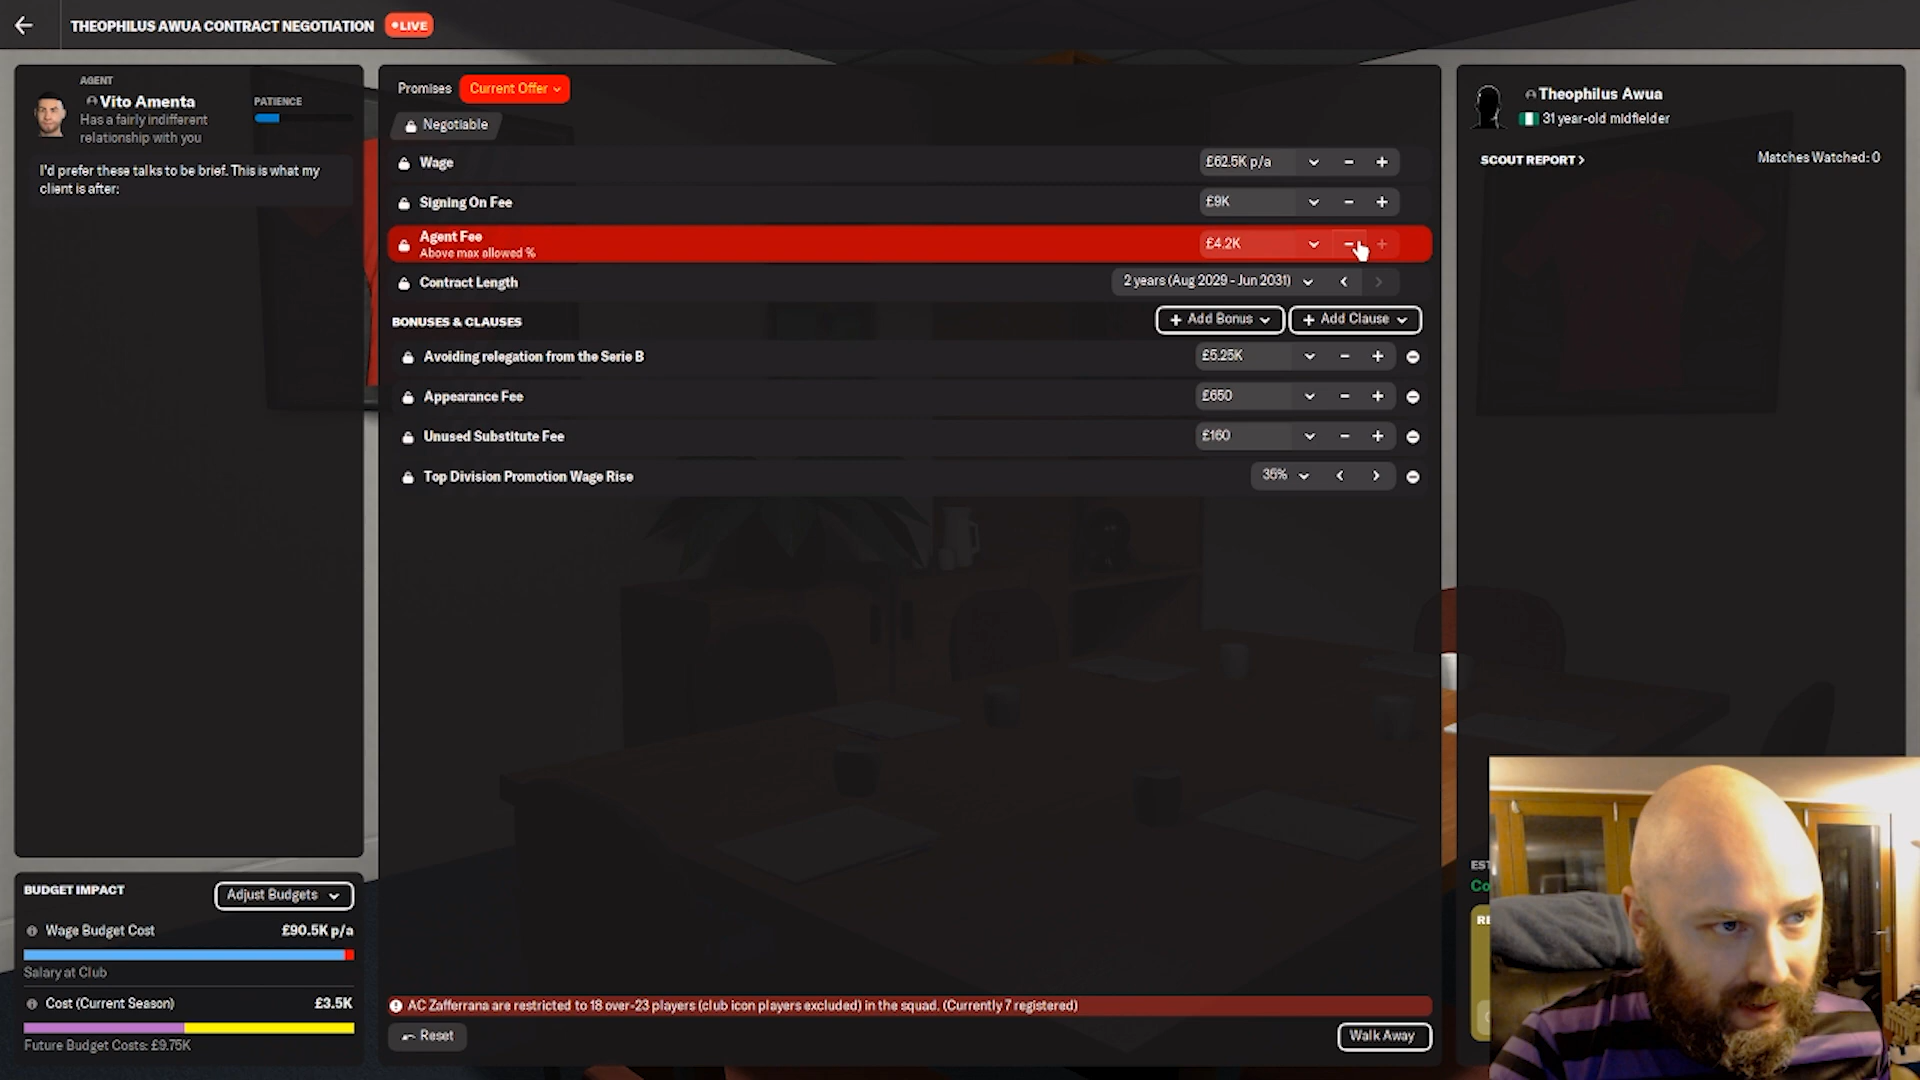 THEOPHILUS AWUA CONTRACT NEGOTIATION
LIVE
AGENT
Vito Amenta
Has a fairly indifferent
relationship with you
PATIENCE
I'd prefer these talks to be brief. This is what my
client is after:
Promises
Current Offer
Negotiable
Wage
£62.5K p/a
Signing On Fee
£9K
Agent Fee
Above max allowed %
£4.2K
Contract Length
2 years (Aug 2029 - Jun 2031)
BONUSES & CLAUSES
+ Add Bonus
+ Add Clause
Avoiding relegation from the Serie B
£5.25K
Appearance Fee
£650
Unused Substitute Fee
£160
Top Division Promotion Wage Rise
35%
Theophilus Awua
31 year-old midfielder
SCOUT REPORT >
Matches Watched: 0
BUDGET IMPACT
Adjust Budgets
Wage Budget Cost
£90.5K p/a
Salary at Club
Cost (Current Season)
£3.5K
Future Budget Costs: £9.75K
AC Zafferrana are restricted to 18 over-23 players (club icon players excluded) in the squad. (Currently 7 registered)
Reset
Walk Away